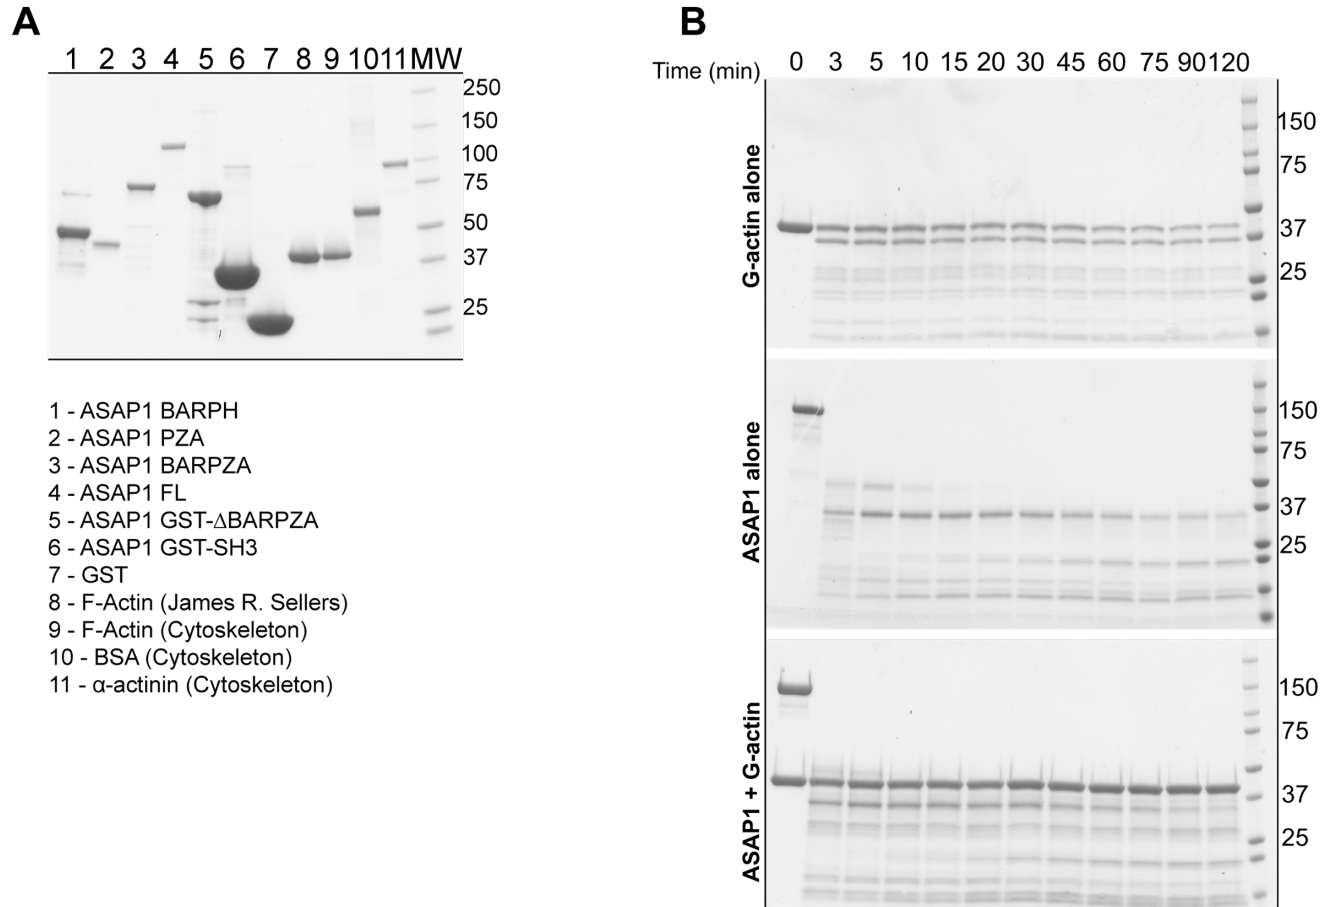 A
1 2 3 4 5 6 7 8 9 10 11 MW
250
150
100
75
50
37
25
1 - ASAP1 BARPH
2 - ASAP1 PZA
3 - ASAP1 BARPZA
4 - ASAP1 FL
5 - ASAP1 GST-ΔBARPZA
6 - ASAP1 GST-SH3
7 - GST
8 - F-Actin (James R. Sellers)
9 - F-Actin (Cytoskeleton)
10 - BSA (Cytoskeleton)
11 - α-actinin (Cytoskeleton)
B
Time (min) 0 3 5 10 15 20 30 45 60 75 90 120
G-actin alone
150
75
37
25
ASAP1 alone
150
75
37
25
ASAP1 + G-actin
150
75
37
25